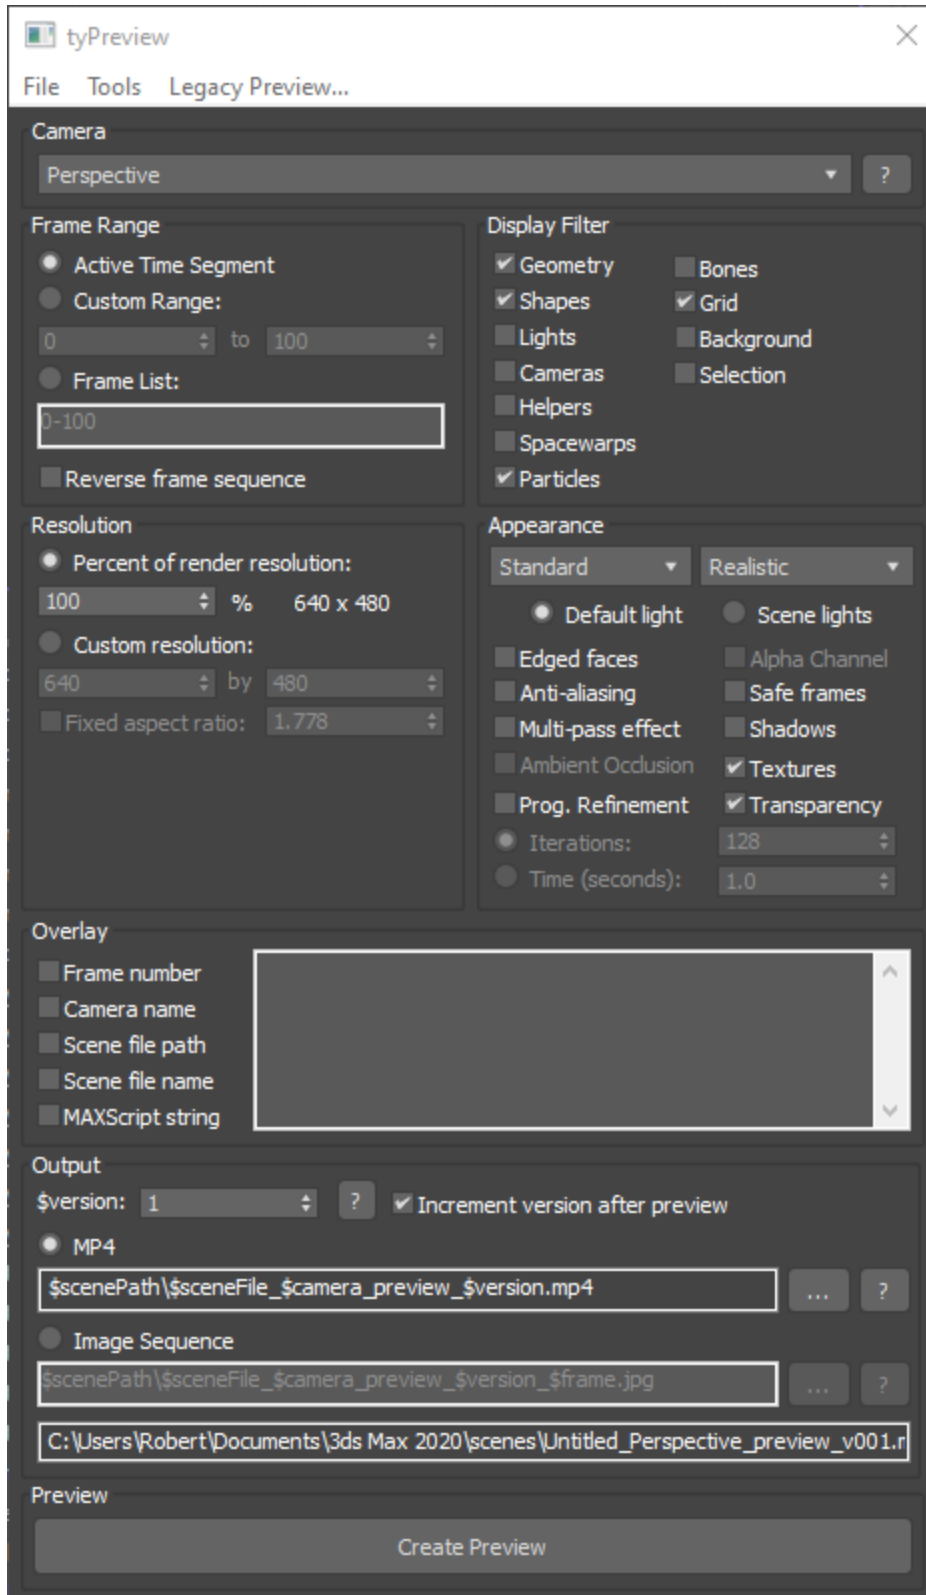 tyPreview
File Tools Legacy Preview...
Camera
Perspective ?
Frame Range
Active Time Segment
Custom Range:
0 to 100
Frame List:
0-100
Reverse frame sequence
Display Filter
Geometry Bones
Shapes Grid
Lights Background
Cameras Selection
Helpers
Spacewarps
Particles
Resolution
Percent of render resolution:
100 % 640 x 480
Custom resolution:
640 by 480
Fixed aspect ratio: 1.778
Appearance
Standard Realistic
Default light Scene lights
Edged faces Alpha Channel
Anti-aliasing Safe frames
Multi-pass effect Shadows
Ambient Occlusion Textures
Prog. Refinement Transparency
Iterations: 128
Time (seconds): 1.0
Overlay
Frame number
Camera name
Scene file path
Scene file name
MAXScript string
Output
$version: 1 ? Increment version after preview
MP4
$scenePath\$sceneFile_$camera_preview_$version.mp4 ... ?
Image Sequence
$scenePath\$sceneFile_$camera_preview_$version_$frame.jpg ... ?
C:\Users\Robert\Documents\3ds Max 2020\scenes\Untitled_Perspective_preview_v001.r
Preview
Create Preview